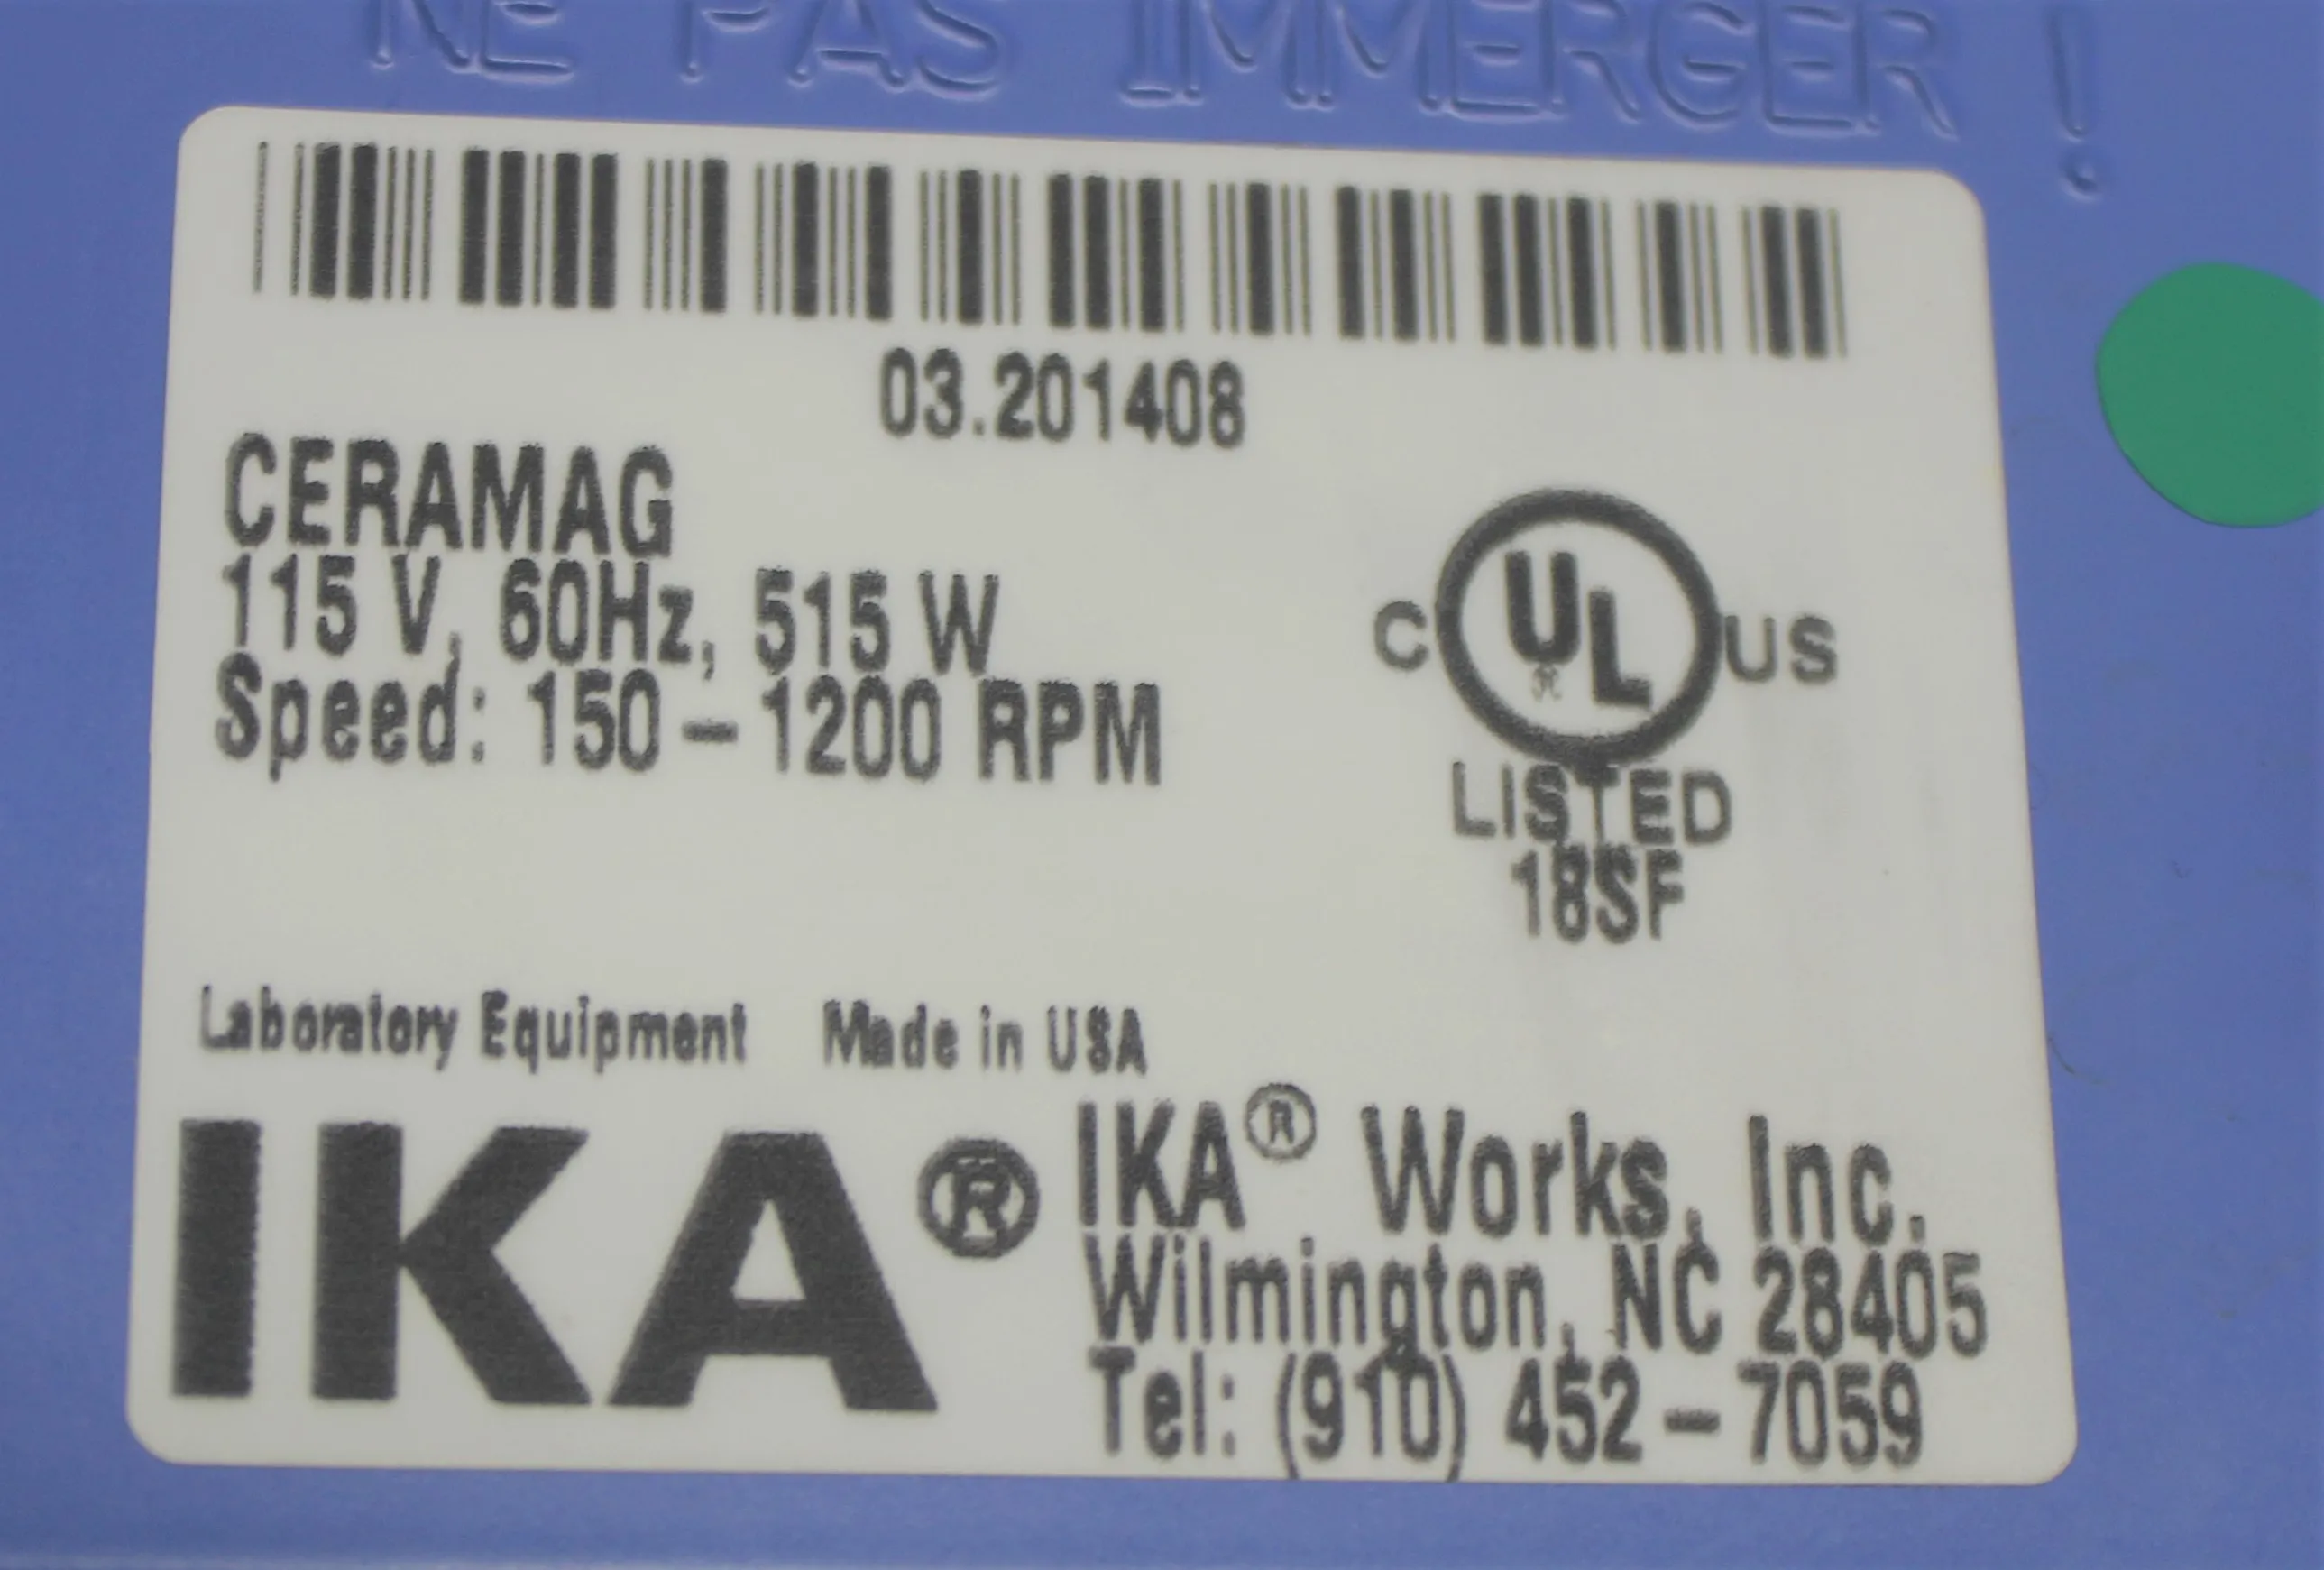 NE PAS IMMERGER !
03.201408
CERAMAG
115 V, 60Hz, 515 W
Speed: 150 – 1200 RPM
C UL® US
LISTED
18SF
Laboratory Equipment Made in USA
IKA®
IKA® Works, Inc.
Wilmington, NC 28405
Tel: (910) 452 – 7059